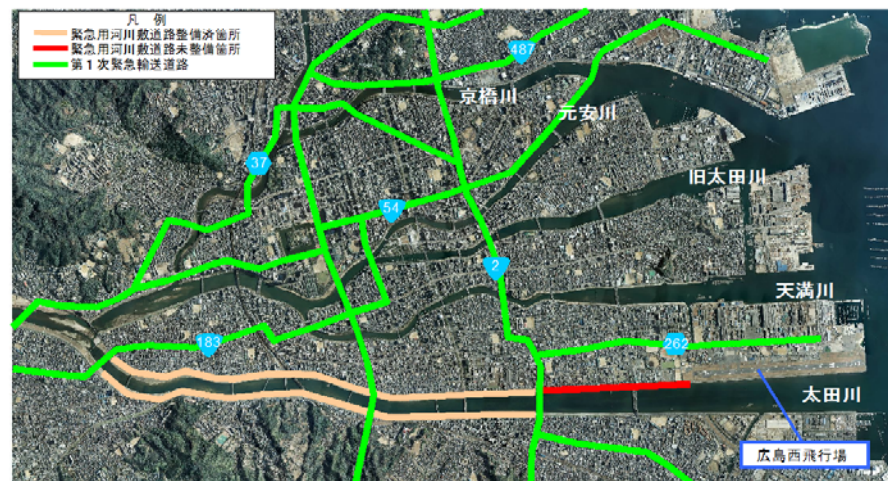 凡 例
緊急用河川敷道路整備済箇所
緊急用河川敷道路未整備箇所
第1次緊急輸送道路
487
京橋川
元安川
37
旧太田川
54
2
天満川
183
262
太田川
広島西飛行場